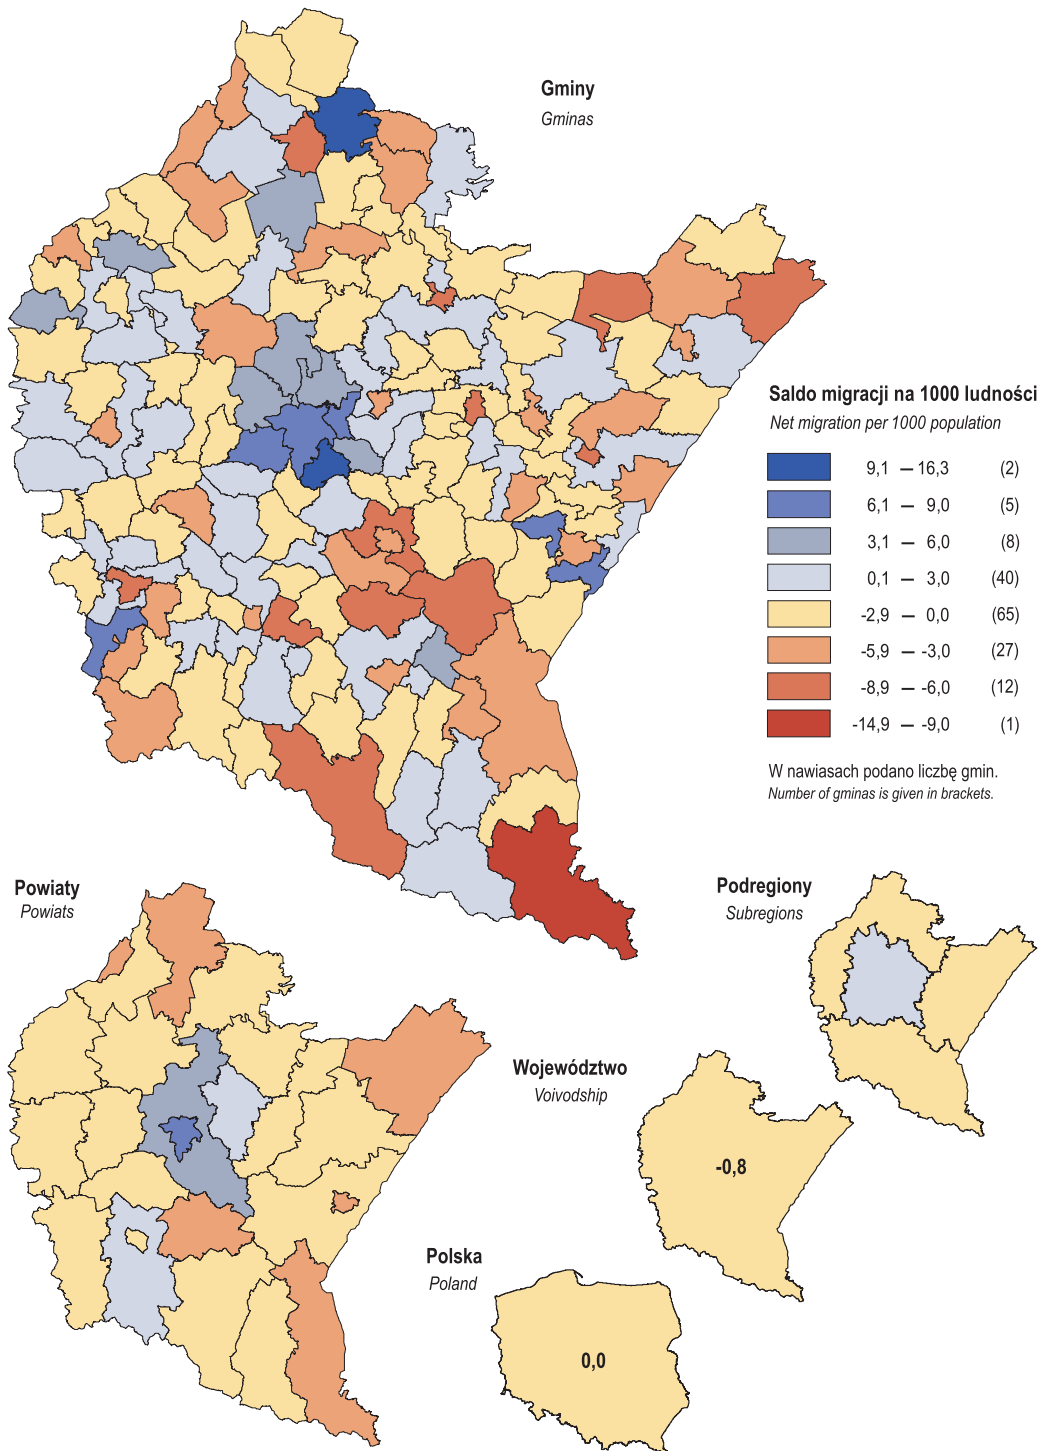 Gminy
Gminas
Saldo migracji na 1000 ludności
Net migration per 1000 population
9,1 – 16,3 (2)
6,1 – 9,0 (5)
3,1 – 6,0 (8)
0,1 – 3,0 (40)
-2,9 – 0,0 (65)
-5,9 – -3,0 (27)
-8,9 – -6,0 (12)
-14,9 – -9,0 (1)
W nawiasach podano liczbę gmin.
Number of gminas is given in brackets.
Powiaty
Powiats
Podregiony
Subregions
Województwo
Voivodship
-0,8
Polska
Poland
0,0